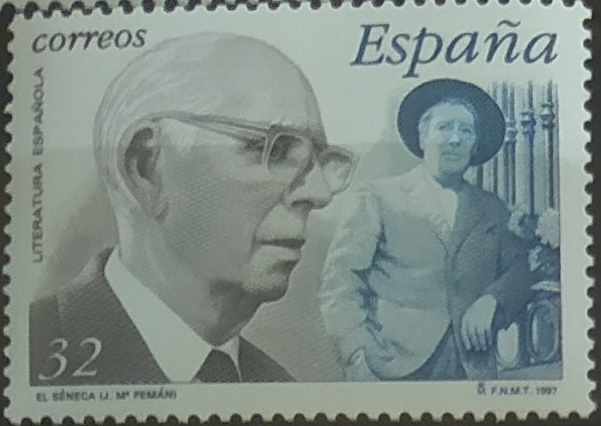 correos
España
LITERATURA ESPAÑOLA
32
EL SÉNECA (J. Mª PEMÁN)
F.N.M.T. 1997